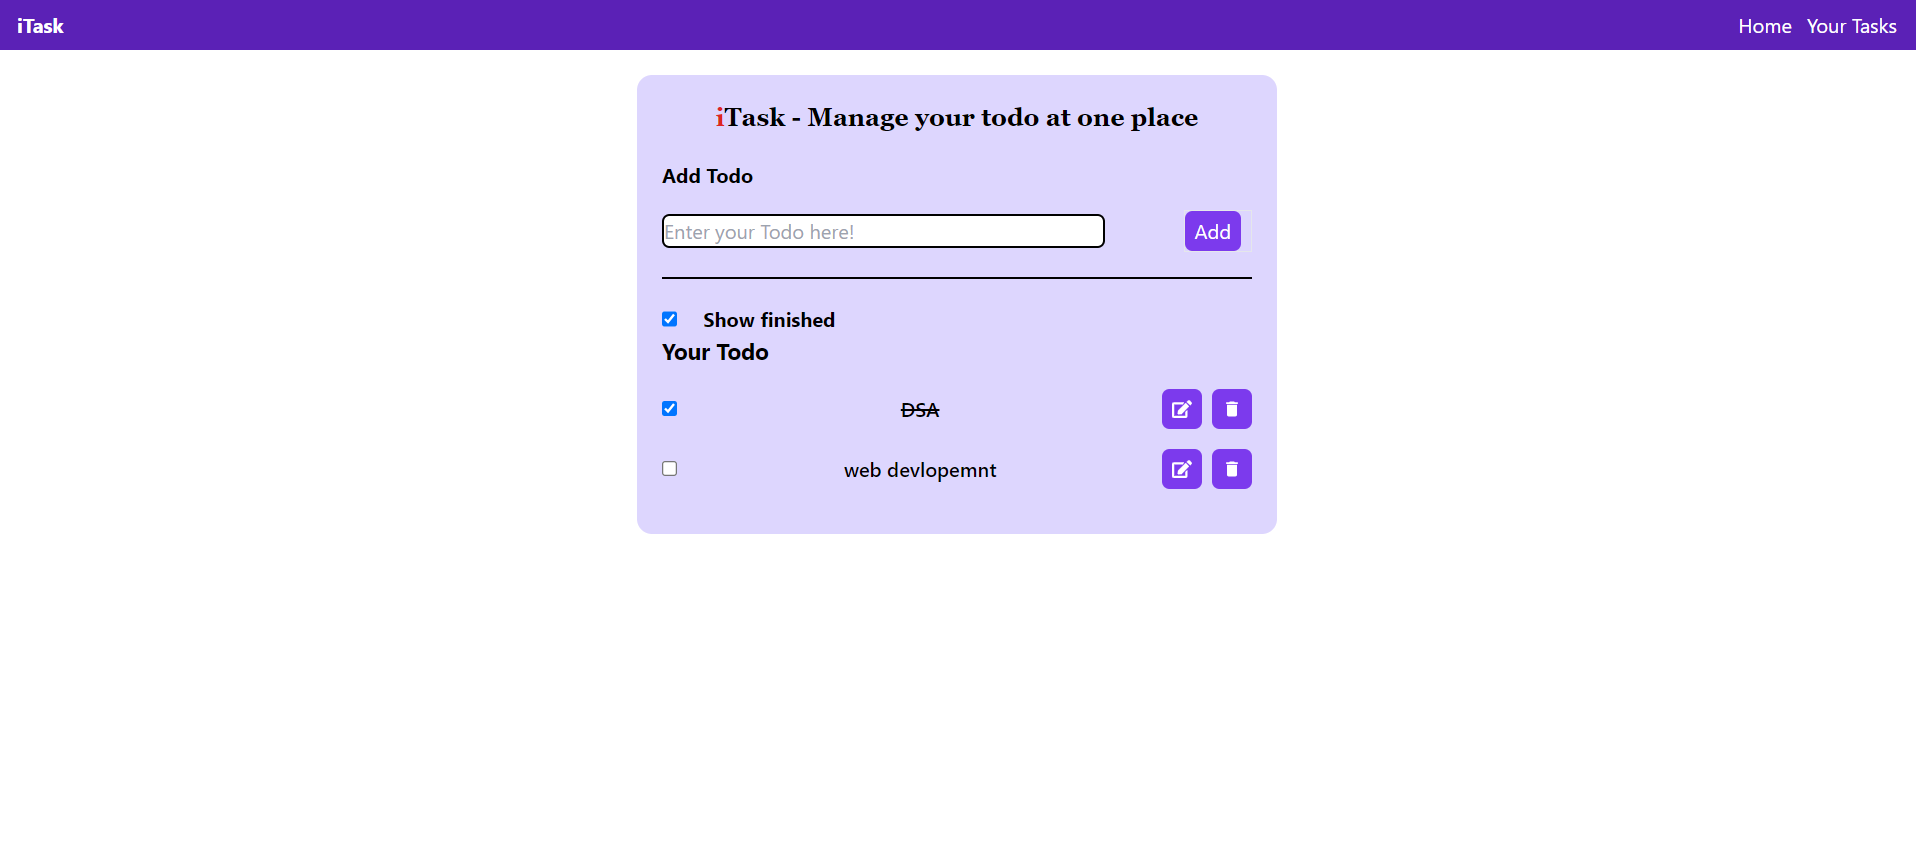 iTask
Home Your Tasks
iTask - Manage your todo at one place
Add Todo
Enter your Todo here!
Add
Show finished
Your Todo
DSA
web devlopemnt